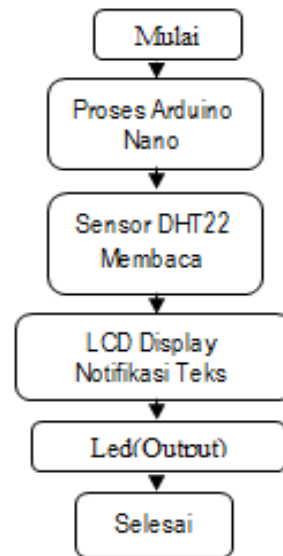 Mulai
Proses Arduino
Nano
Sensor DHT22
Membaca
LCD Display
Notifikasi Teks
Led(Output)
Selesai